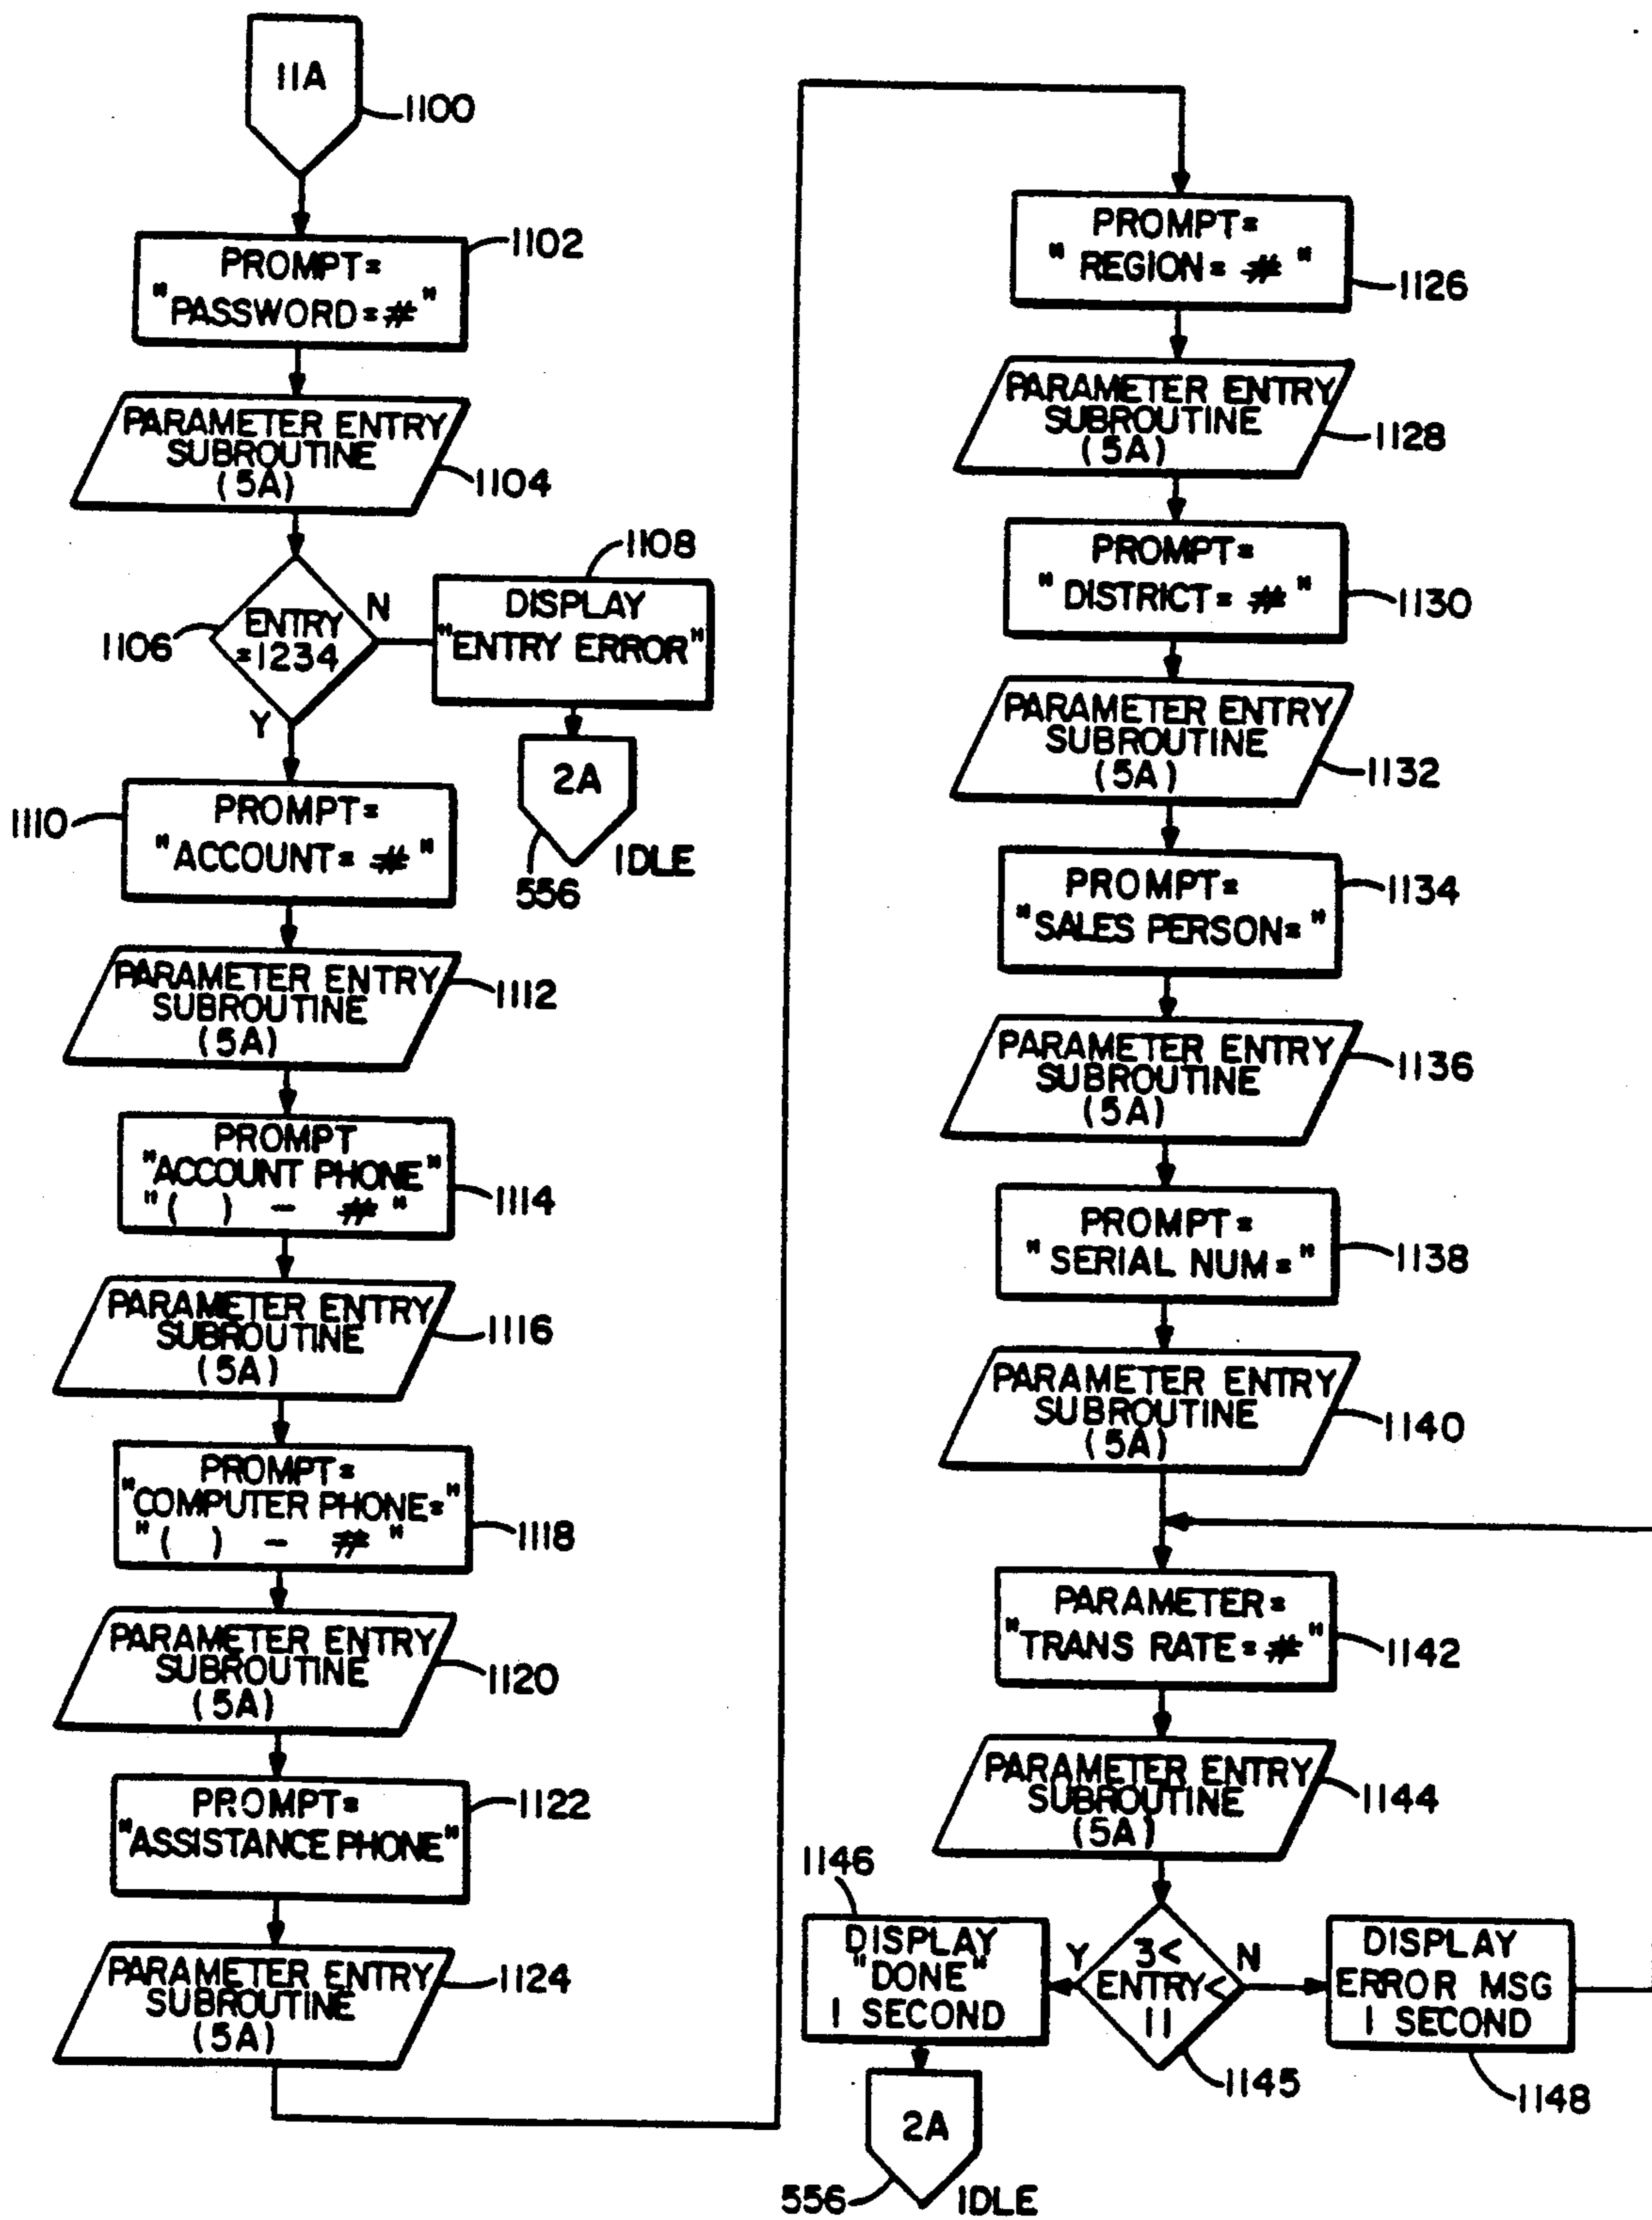 11A
1100
PROMPT=
"PASSWORD=#"
1102
PARAMETER ENTRY
SUBROUTINE
(5A)
1104
ENTRY
=1234
1106
N
Y
1108
DISPLAY
"ENTRY ERROR"
2A
556
IDLE
1110
PROMPT=
"ACCOUNT= #"
PARAMETER ENTRY
SUBROUTINE
(5A)
1112
PROMPT
"ACCOUNT PHONE"
"( ) - #"
1114
PARAMETER ENTRY
SUBROUTINE
(5A)
1116
PROMPT=
"COMPUTER PHONE="
"( ) - #"
1118
PARAMETER ENTRY
SUBROUTINE
(5A)
1120
PROMPT=
"ASSISTANCE PHONE"
1122
PARAMETER ENTRY
SUBROUTINE
(5A)
1124
PROMPT=
" REGION= # "
1126
PARAMETER ENTRY
SUBROUTINE
(5A)
1128
PROMPT=
" DISTRICT= # "
1130
PARAMETER ENTRY
SUBROUTINE
(5A)
1132
PROMPT=
"SALES PERSON= "
1134
PARAMETER ENTRY
SUBROUTINE
(5A)
1136
PROMPT=
" SERIAL NUM= "
1138
PARAMETER ENTRY
SUBROUTINE
(5A)
1140
PARAMETER=
"TRANS RATE=#"
1142
PARAMETER ENTRY
SUBROUTINE
(5A)
1144
3<
ENTRY<
11
1145
Y
N
1146
DISPLAY
"DONE"
1 SECOND
DISPLAY
ERROR MSG
1 SECOND
1148
2A
556
IDLE